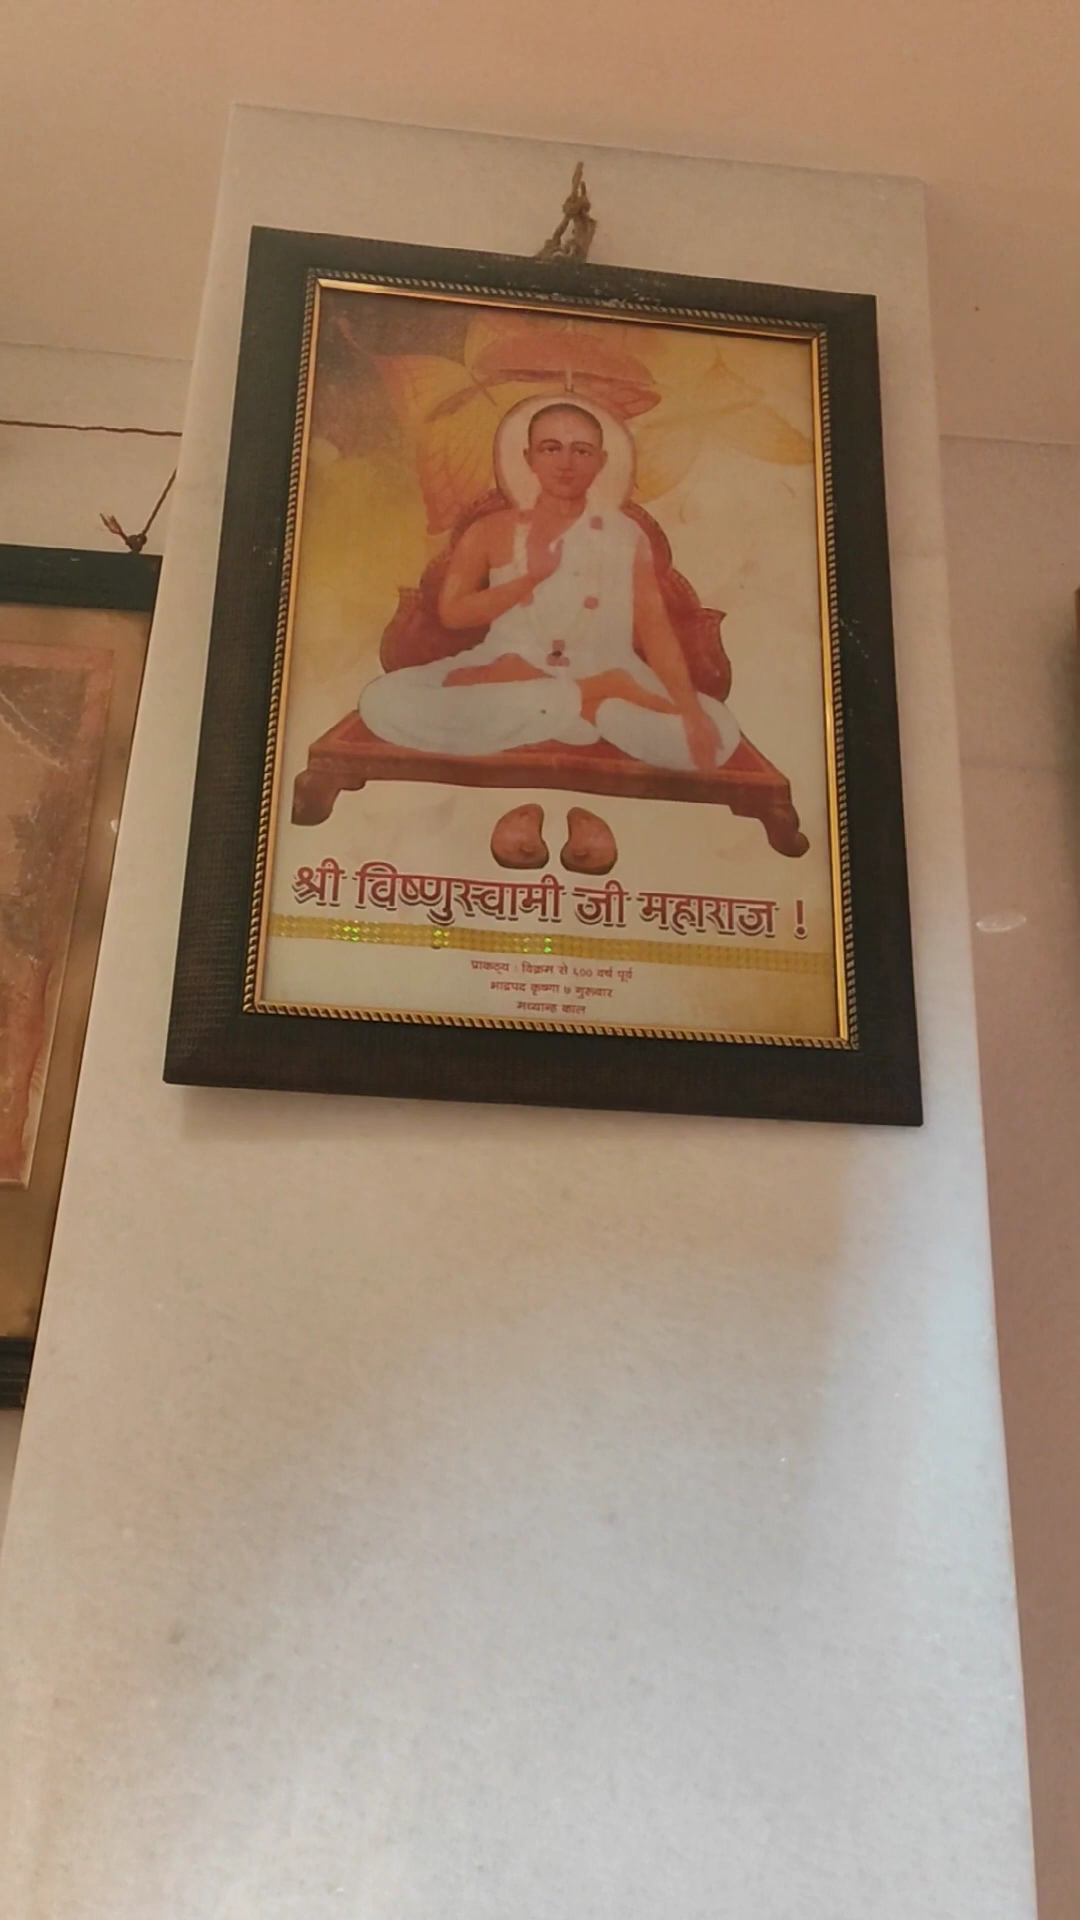 श्री विष्णुस्वामी जी महाराज !
प्राकट्य : विक्रम से ६०० वर्ष पूर्व
भाद्रपद कृष्णा ७ गुरूवार
मध्यान्ह काल